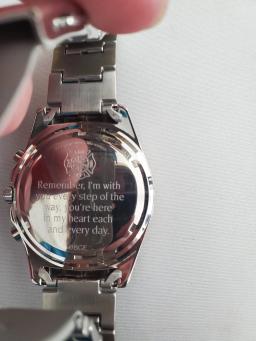 Remember, I'm with
you every step of the
way, you're here
in my heart each
and every day.